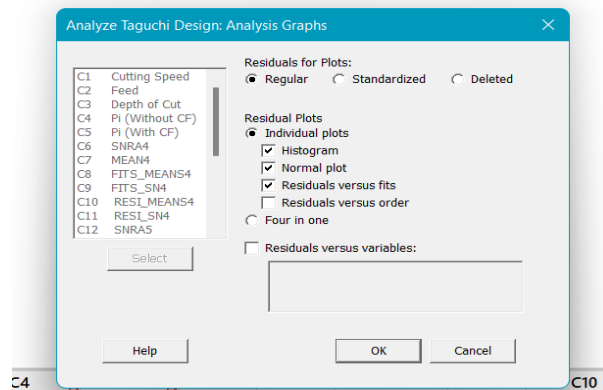 Analyze Taguchi Design: Analysis Graphs
C1 Cutting Speed
C2 Feed
C3 Depth of Cut
C4 Pi (Without CF)
C5 Pi (With CF)
C6 SNRA4
C7 MEAN4
C8 FITS_MEANS4
C9 FITS_SN4
C10 RESI_MEANS4
C11 RESI_SN4
C12 SNRA5
Select
Residuals for Plots:
Regular Standardized Deleted
Residual Plots
Individual plots
Histogram
Normal plot
Residuals versus fits
Residuals versus order
Four in one
Residuals versus variables:
Help OK Cancel
C4 C10